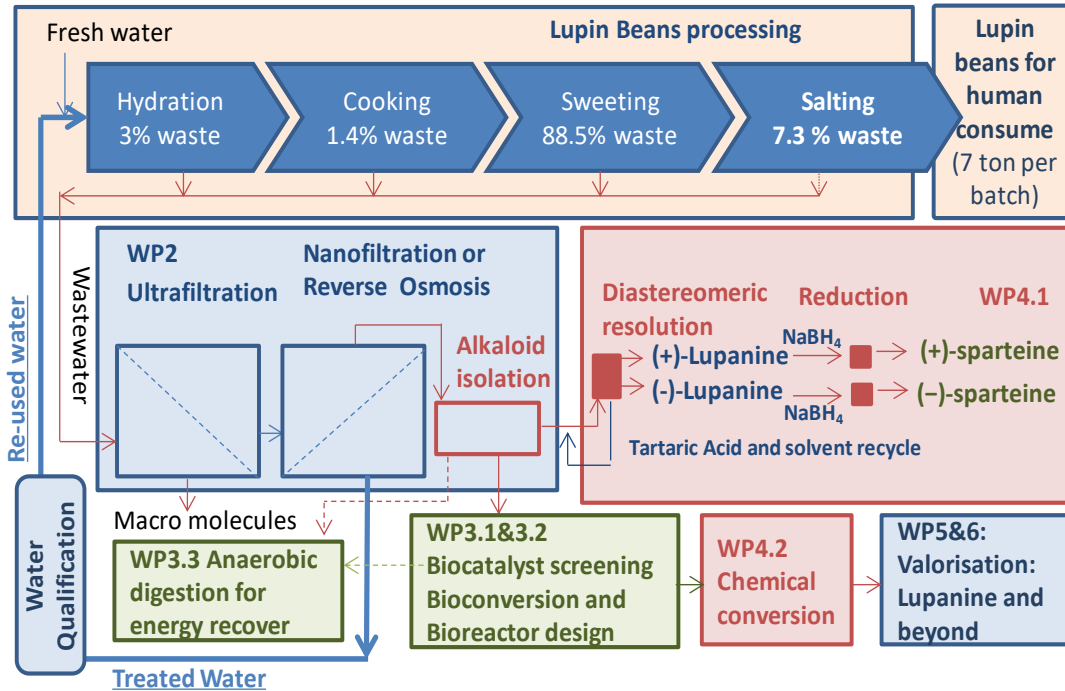 Fresh water
Lupin Beans processing
Hydration
3% waste
Cooking
1.4% waste
Sweeting
88.5% waste
Salting
7.3 % waste
Lupin
beans for
human
consume
(7 ton per
batch)
Re-used water
Wastewater
WP2
Ultrafiltration
Nanofiltration or
Reverse Osmosis
Alkaloid
isolation
Diastereomeric
resolution
Reduction
WP4.1
(+)-Lupanine
NaBH4
(+)-sparteine
(-)-Lupanine
NaBH4
(−)-sparteine
Tartaric Acid and solvent recycle
Macro molecules
WP3.3 Anaerobic
digestion for
energy recover
WP3.1&3.2
Biocatalyst screening
Bioconversion and
Bioreactor design
WP4.2
Chemical
conversion
WP5&6:
Valorisation:
Lupanine and
beyond
Water
Qualification
Treated Water